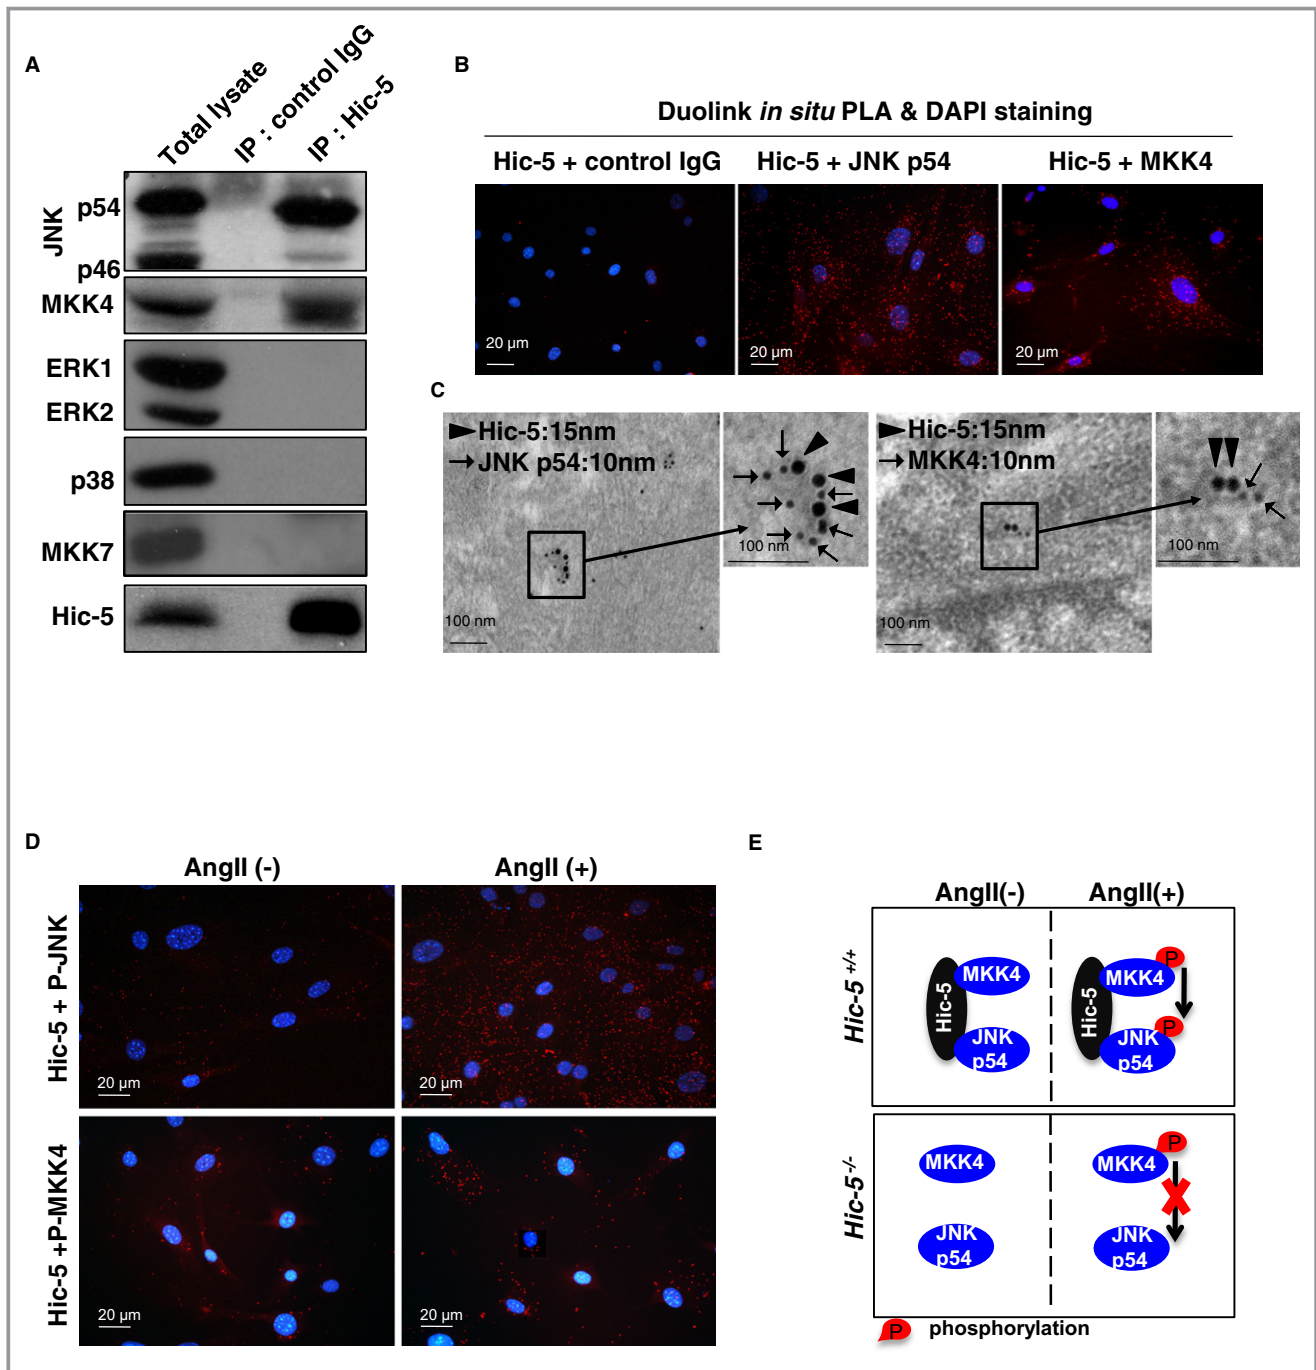 A
Total lysate
IP : control IgG
IP : Hic-5
JNK
p54
p46
MKK4
ERK1
ERK2
p38
MKK7
Hic-5
B
Duolink in situ PLA & DAPI staining
Hic-5 + control IgG
Hic-5 + JNK p54
Hic-5 + MKK4
20 µm
20 µm
20 µm
C
Hic-5:15nm
JNK p54:10nm
100 nm
100 nm
Hic-5:15nm
MKK4:10nm
100 nm
100 nm
D
AngII (-)
AngII (+)
Hic-5 + P-JNK
20 µm
20 µm
Hic-5 +P-MKK4
20 µm
20 µm
E
AngII(-)
AngII(+)
Hic-5 +/+
Hic-5
MKK4
JNK
p54
Hic-5
MKK4
P
JNK
p54
P
Hic-5 -/-
MKK4
JNK
p54
MKK4
P
JNK
p54
P
phosphorylation